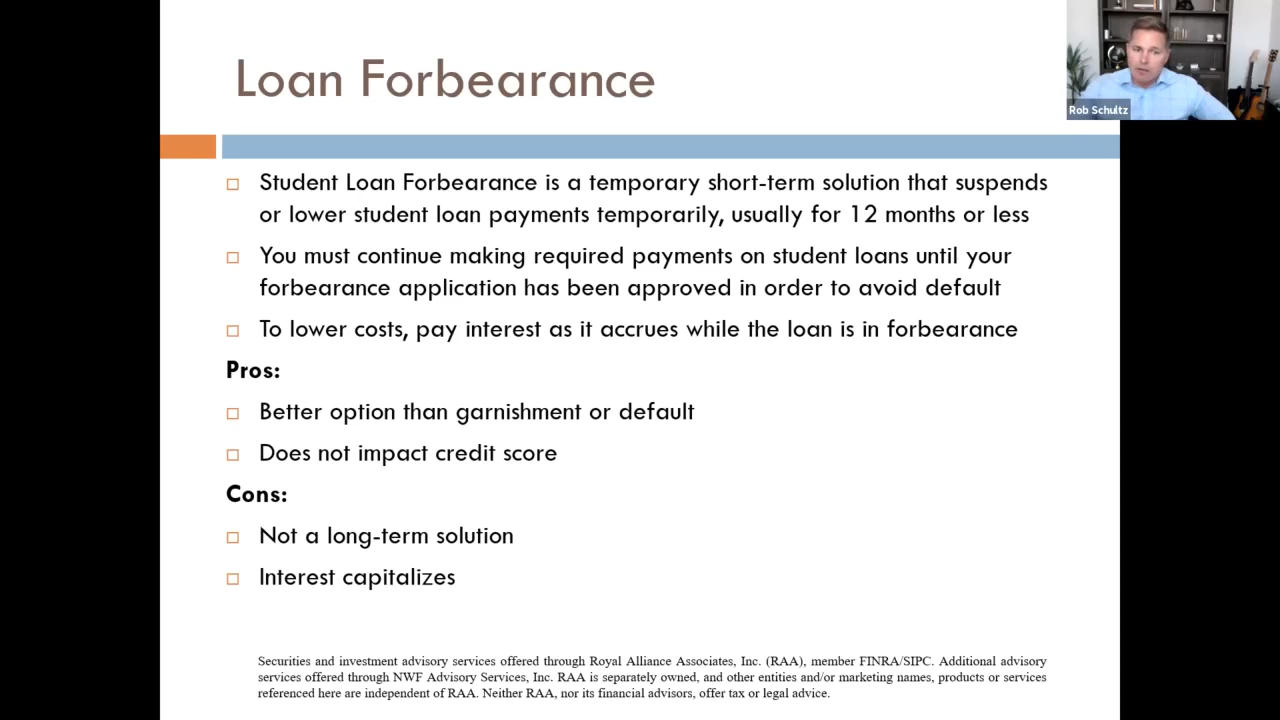 Loan Forbearance
Rob Schultz
Student Loan Forbearance is a temporary short-term solution that suspends
or lower student loan payments temporarily, usually for 12 months or less
You must continue making required payments on student loans until your
forbearance application has been approved in order to avoid default
To lower costs, pay interest as it accrues while the loan is in forbearance
Pros:
Better option than garnishment or default
Does not impact credit score
Cons:
Not a long-term solution
Interest capitalizes
Securities and investment advisory services offered through Royal Alliance Associates, Inc. (RAA), member FINRA/SIPC. Additional advisory
services offered through NWF Advisory Services, Inc. RAA is separately owned, and other entities and/or marketing names, products or services
referenced here are independent of RAA. Neither RAA, nor its financial advisors, offer tax or legal advice.